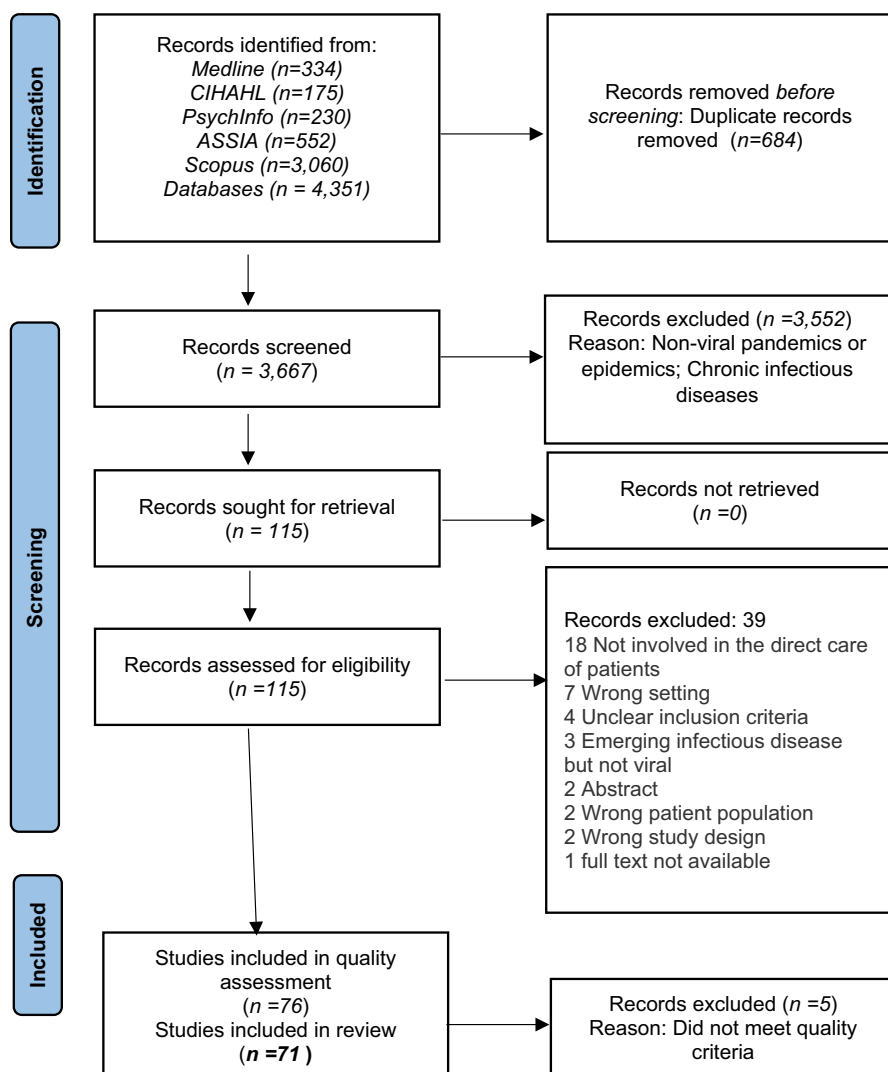 Identification
Records identified from:
Medline (n=334)
CIHAHL (n=175)
PsychInfo (n=230)
ASSIA (n=552)
Scopus (n=3,060)
Databases (n = 4,351)
Records removed before
screening: Duplicate records
removed (n=684)
Screening
Records screened
(n = 3,667)
Records excluded (n =3,552)
Reason: Non-viral pandemics or
epidemics; Chronic infectious
diseases
Records sought for retrieval
(n = 115)
Records not retrieved
(n =0)
Records assessed for eligibility
(n =115)
Records excluded: 39
18 Not involved in the direct care
of patients
7 Wrong setting
4 Unclear inclusion criteria
3 Emerging infectious disease
but not viral
2 Abstract
2 Wrong patient population
2 Wrong study design
1 full text not available
Included
Studies included in quality
assessment
(n =76)
Studies included in review
(n =71 )
Records excluded (n =5)
Reason: Did not meet quality
criteria